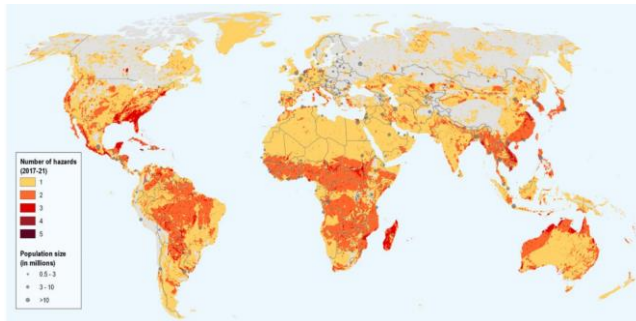 Number of hazards
(2017-21)
1
2
3
4
5
Population size
(in millions)
0.5 - 3
3 - 10
>10